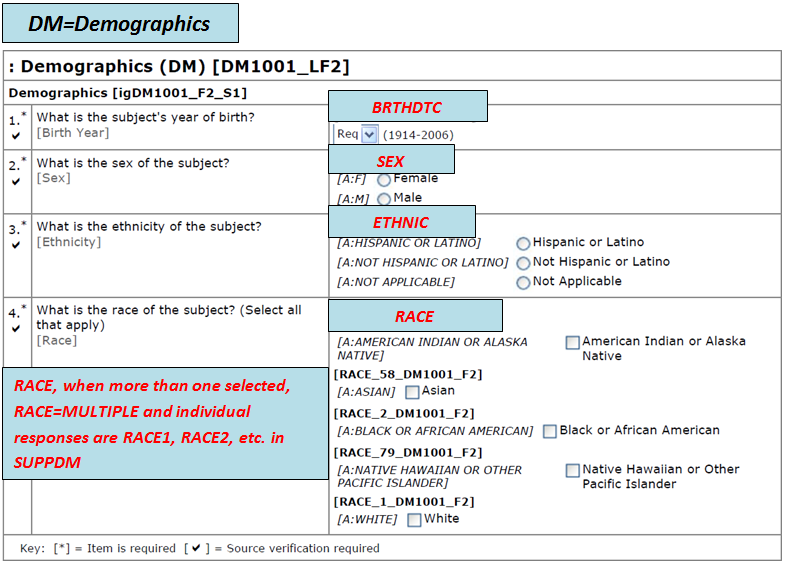 DM=Demographics
: Demographics (DM) [DM1001_LF2]
Demographics [igDM1001_F2_S1]
1.* What is the subject's year of birth?
[Birth Year]
BRTHDTC
Req (1914-2006)
2.* What is the sex of the subject?
[Sex]
SEX
[A:F] Female
[A:M] Male
3.* What is the ethnicity of the subject?
[Ethnicity]
ETHNIC
[A:HISPANIC OR LATINO] Hispanic or Latino
[A:NOT HISPANIC OR LATINO] Not Hispanic or Latino
[A:NOT APPLICABLE] Not Applicable
4.* What is the race of the subject? (Select all
that apply)
[Race]
RACE
[A:AMERICAN INDIAN OR ALASKA American Indian or Alaska
NATIVE] Native
[RACE_58_DM1001_F2]
[A:ASIAN] Asian
[RACE_2_DM1001_F2]
[A:BLACK OR AFRICAN AMERICAN] Black or African American
[RACE_79_DM1001_F2]
[A:NATIVE HAWAIIAN OR OTHER Native Hawaiian or Other
PACIFIC ISLANDER] Pacific Islander
[RACE_1_DM1001_F2]
[A:WHITE] White
RACE, when more than one selected,
RACE=MULTIPLE and individual
responses are RACE1, RACE2, etc. in
SUPPDM
Key: [*] = Item is required [✔] = Source verification required